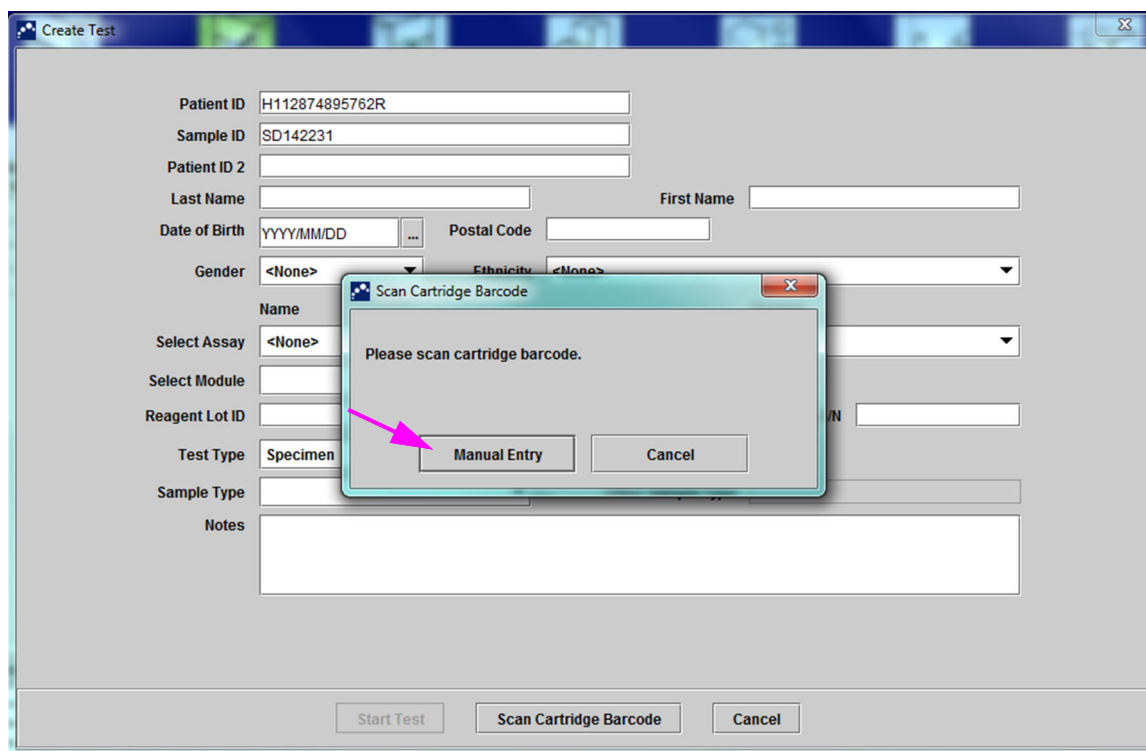 Create Test
Patient ID H112874895762R
Sample ID SD142231
Patient ID 2
Last Name First Name
Date of Birth YYYY/MM/DD ... Postal Code
Gender <None> Ethnicity <None>
Name
Select Assay <None>
Select Module
Reagent Lot ID
Test Type Specimen
Sample Type
Notes
Scan Cartridge Barcode
Please scan cartridge barcode.
Manual Entry Cancel
Start Test Scan Cartridge Barcode Cancel